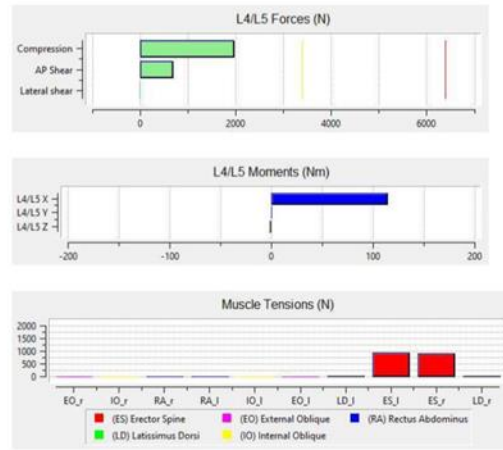 L4/L5 Forces (N)
Compression
AP Shear
Lateral shear
0 2000 4000 6000
L4/L5 Moments (Nm)
L4/L5 X
L4/L5 Y
L4/L5 Z
-200 -100 0 100 200
Muscle Tensions (N)
2000
1500
1000
500
0
EO_r IO_r RA_r RA_l IO_l EO_l LD_l ES_l ES_r LD_r
(ES) Erector Spine (EO) External Oblique (RA) Rectus Abdominus
(LD) Latissimus Dorsi (IO) Internal Oblique